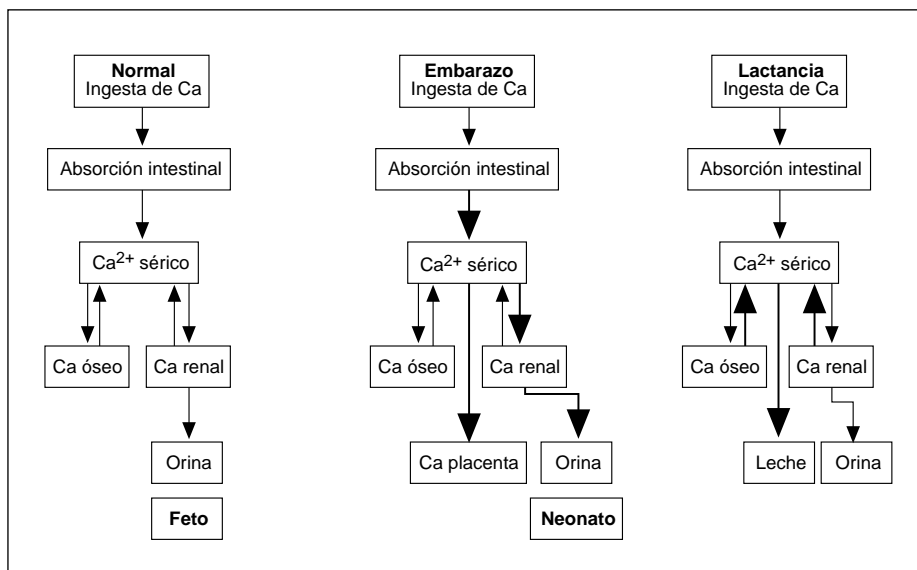 Normal
Ingesta de Ca
Absorción intestinal
Ca2+ sérico
Ca óseo
Ca renal
Orina
Feto
Embarazo
Ingesta de Ca
Absorción intestinal
Ca2+ sérico
Ca óseo
Ca renal
Ca placenta
Orina
Neonato
Lactancia
Ingesta de Ca
Absorción intestinal
Ca2+ sérico
Ca óseo
Ca renal
Leche
Orina